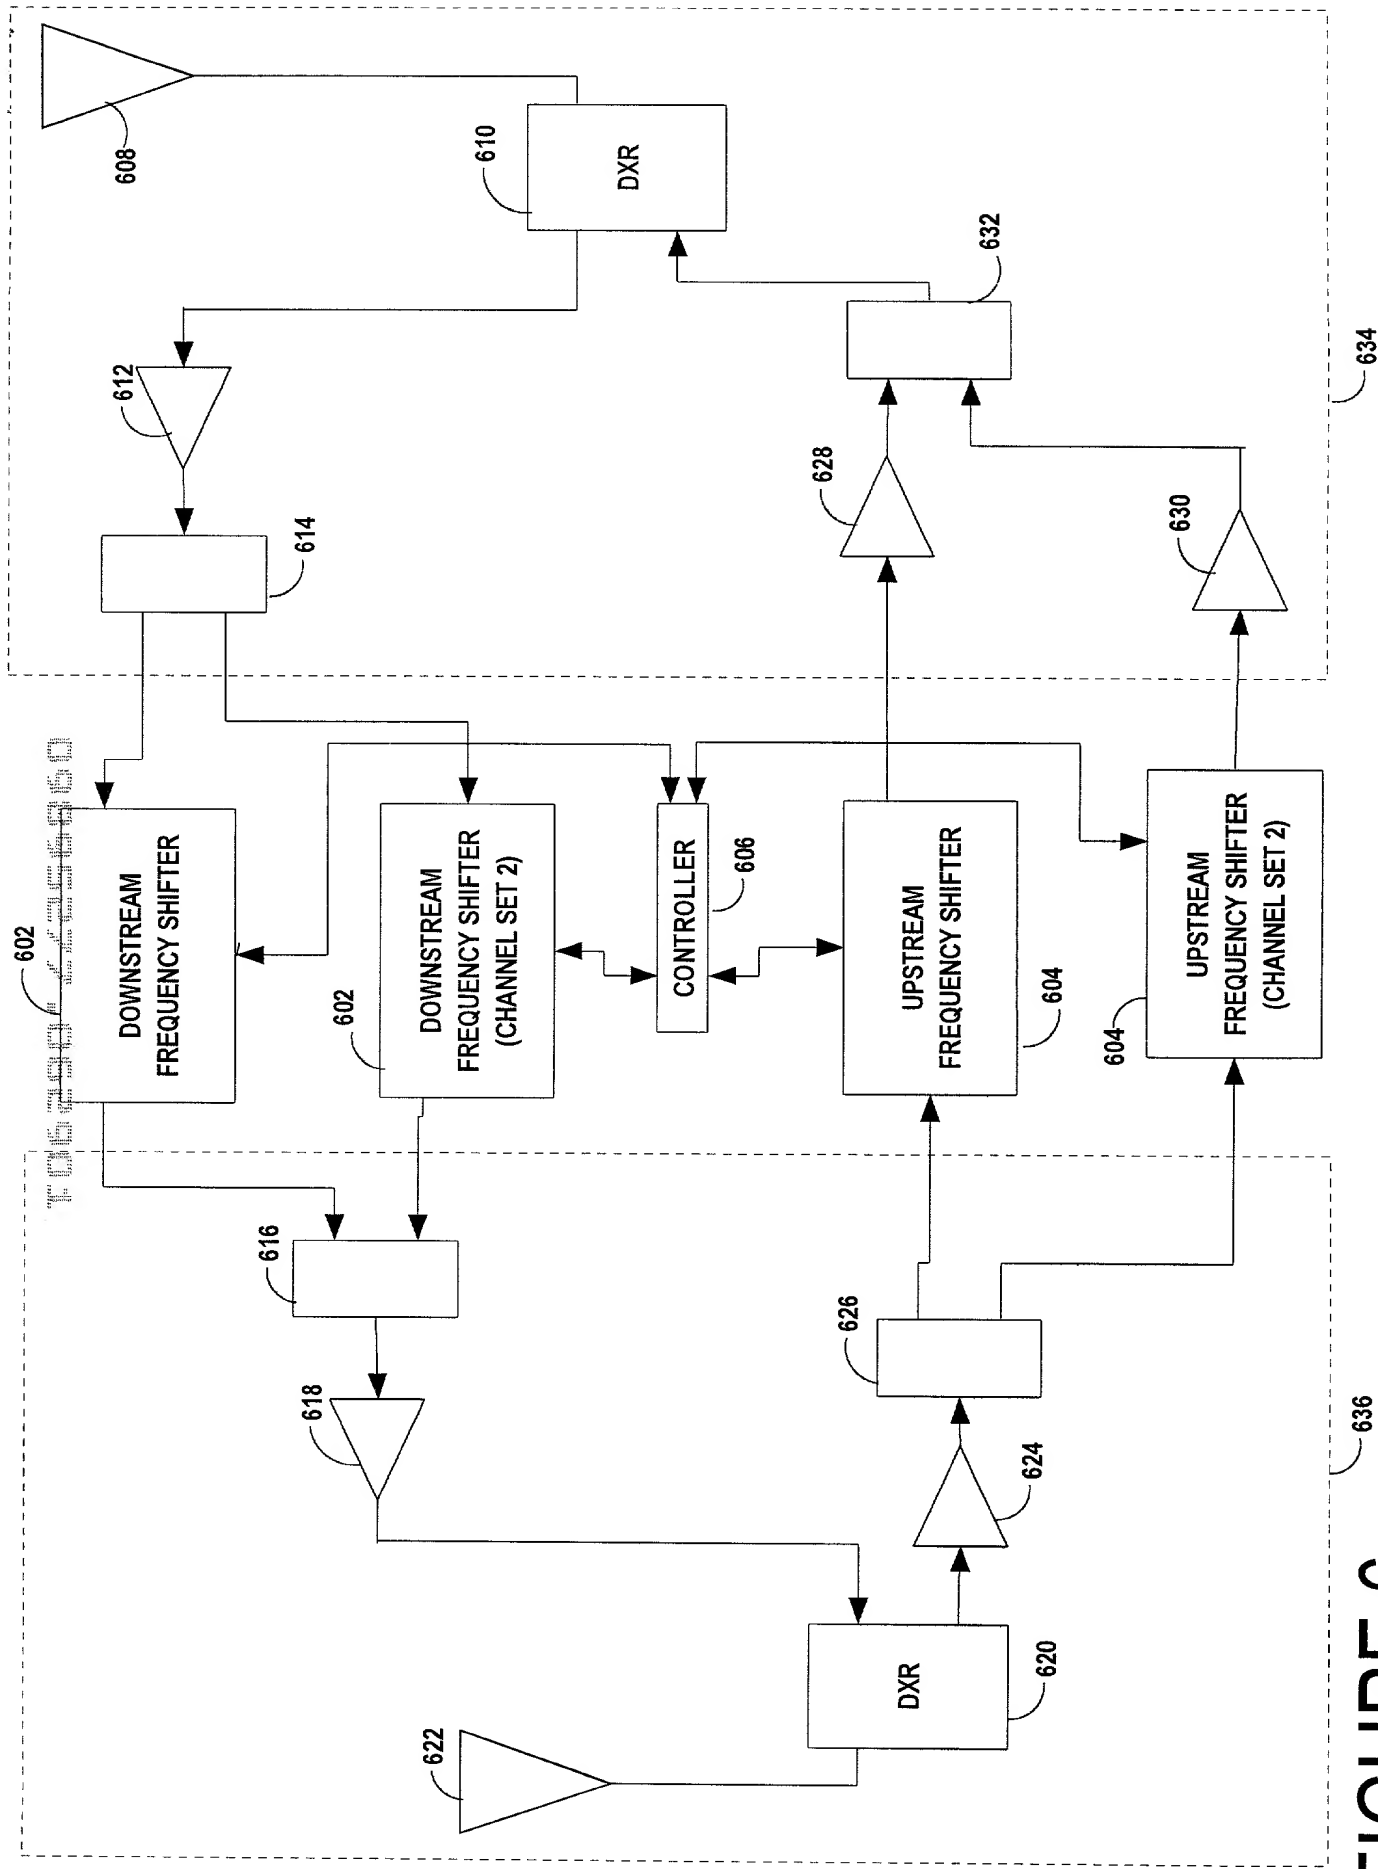 608
610
DXR
612
614
632
628
630
634
602
DOWNSTREAM
FREQUENCY SHIFTER
602
DOWNSTREAM
FREQUENCY SHIFTER
(CHANNEL SET 2)
CONTROLLER
606
UPSTREAM
FREQUENCY SHIFTER
604
UPSTREAM
FREQUENCY SHIFTER
(CHANNEL SET 2)
604
616
618
626
624
622
DXR
620
636
FIGURE